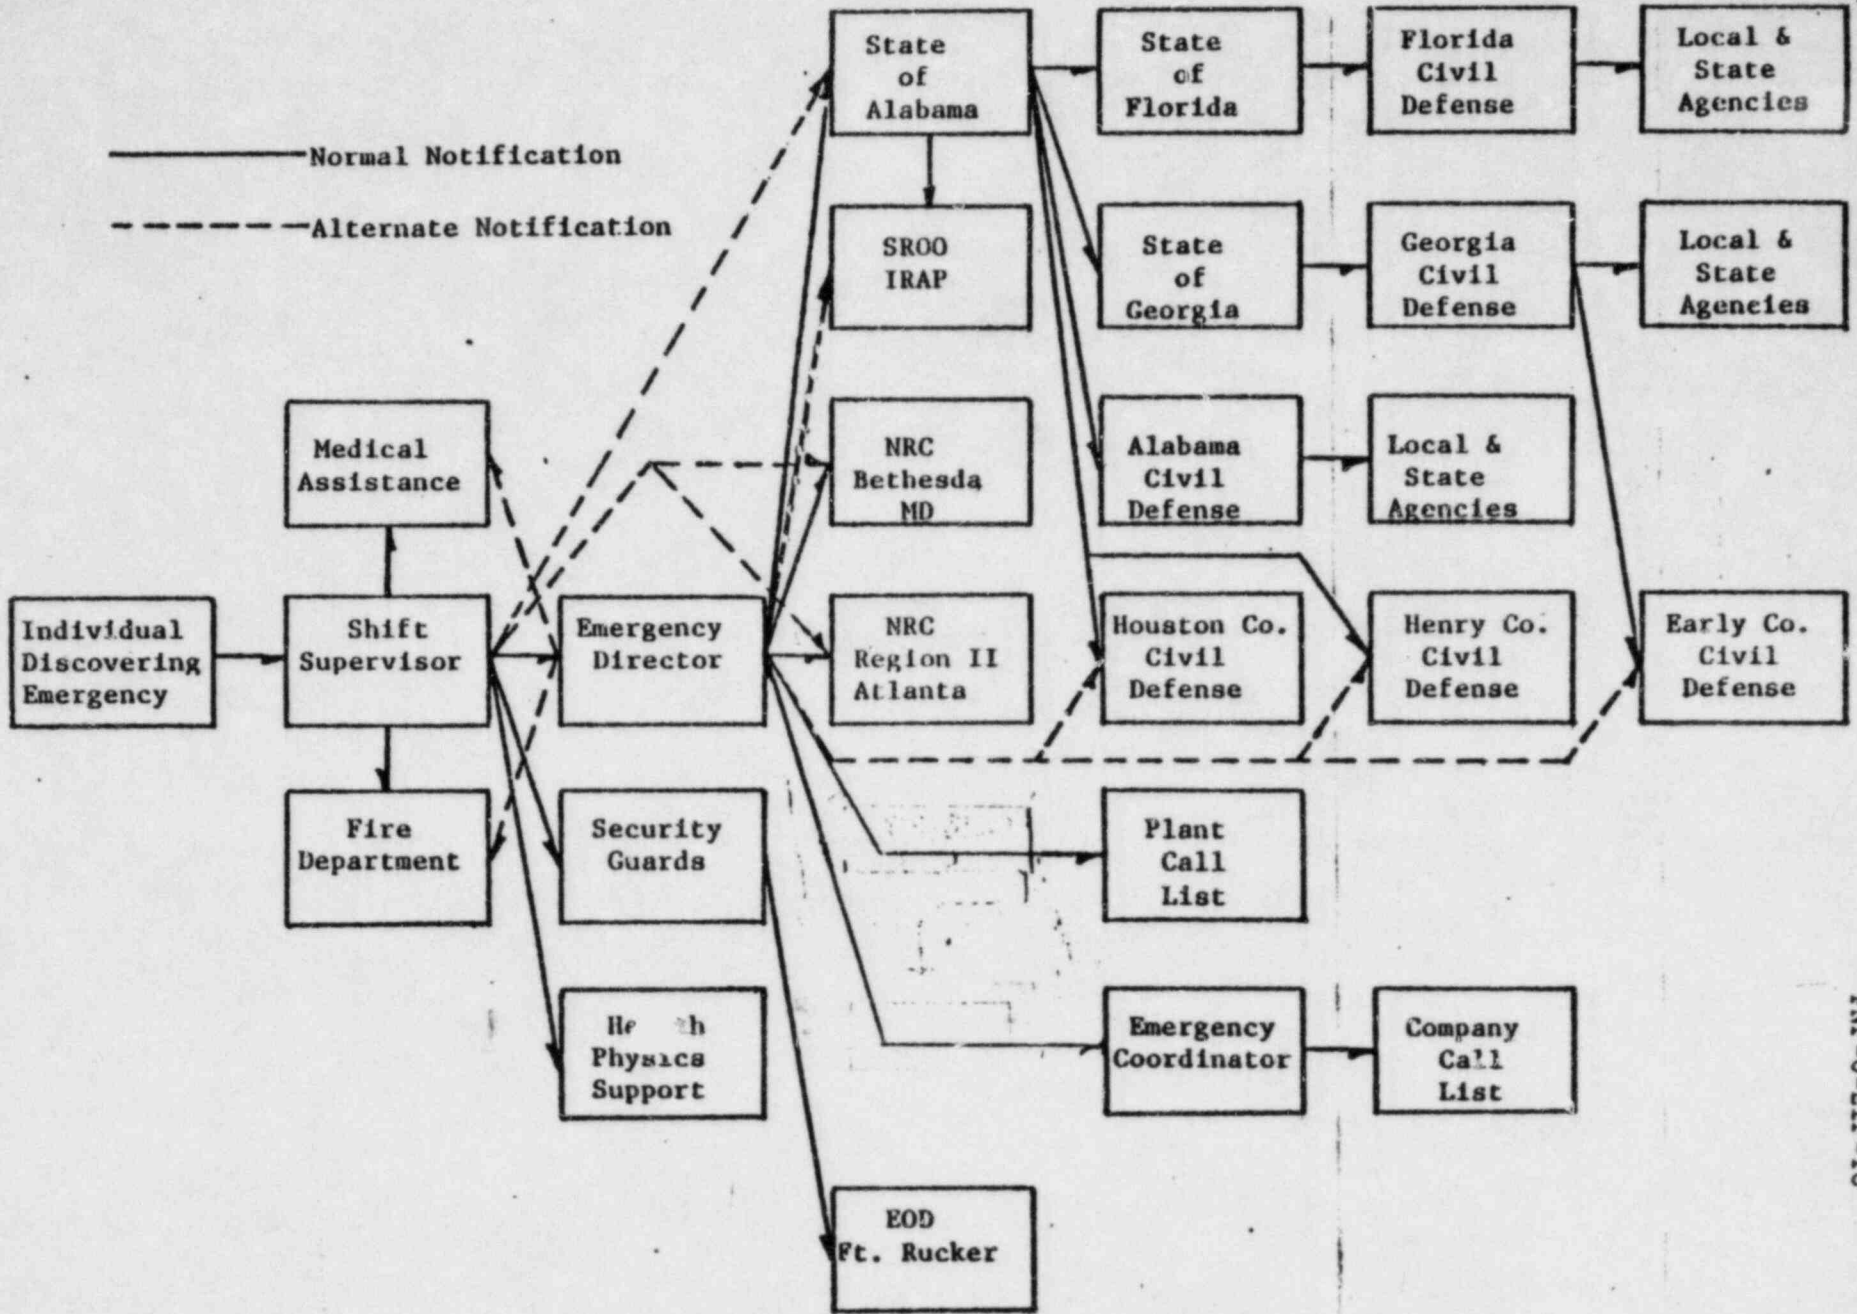 State
of
Alabama
State
of
Florida
Florida
Civil
Defense
Local &
State
Agencies
Normal Notification
Alternate Notification
SROO
IRAP
State
of
Georgia
Georgia
Civil
Defense
Local &
State
Agencies
Medical
Assistance
NRC
Bethesda
MD
Alabama
Civil
Defense
Local &
State
Agencies
Individual
Discovering
Emergency
Shift
Supervisor
Emergency
Director
NRC
Region II
Atlanta
Houston Co.
Civil
Defense
Henry Co.
Civil
Defense
Early Co.
Civil
Defense
Fire
Department
Security
Guards
Plant
Call
List
Physics
Support
Emergency
Coordinator
Company
Call
List
EOD
Ft. Rucker